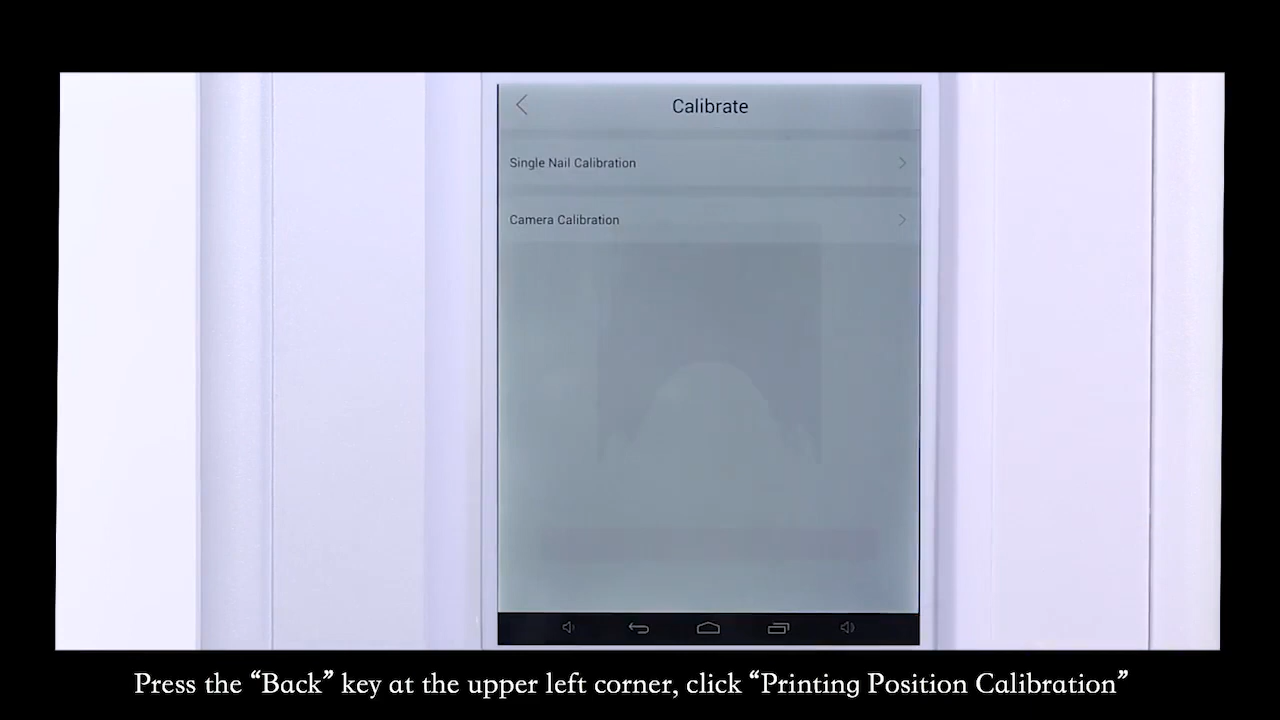 Calibrate
Single Nail Calibration
Camera Calibration
Press the “Back” key at the upper left corner, click “Printing Position Calibration”